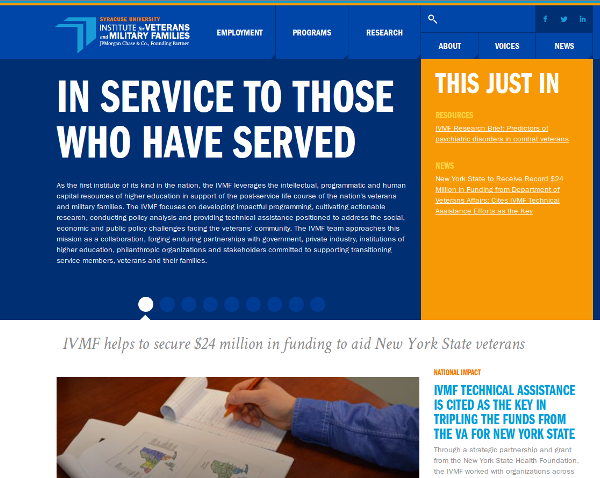 SYRACUSE UNIVERSITY
INSTITUTE for VETERANS
and MILITARY FAMILIES
JPMorgan Chase & Co., Founding Partner
EMPLOYMENT
PROGRAMS
RESEARCH
ABOUT
VOICES
NEWS
IN SERVICE TO THOSE
WHO HAVE SERVED
As the first institute of its kind in the nation, the IVMF leverages the intellectual, programmatic and human
capital resources of higher education in support of the post-service life course of the nation's veterans
and military families. The IVMF focuses on developing impactful programming, cultivating actionable
research, conducting policy analysis and providing technical assistance positioned to address the social,
economic and public policy challenges facing the veterans' community. The IVMF team approaches this
mission as a collaboration, forging enduring partnerships with government, private industry, institutions of
higher education, philanthropic organizations and stakeholders committed to supporting transitioning
service members, veterans and their families.
THIS JUST IN
RESOURCES
IVMF Research Brief: Predictors of
psychiatric disorders in combat veterans
NEWS
New York State to Receive Record $24
Million in Funding from Department of
Veterans Affairs; Cites IVMF Technical
Assistance Efforts as the Key
IVMF helps to secure $24 million in funding to aid New York State veterans
NATIONAL IMPACT
IVMF TECHNICAL ASSISTANCE
IS CITED AS THE KEY IN
TRIPLING THE FUNDS FROM
THE VA FOR NEW YORK STATE
Through a strategic partnership and grant
from the New York State Health Foundation,
the IVMF worked with organizations across